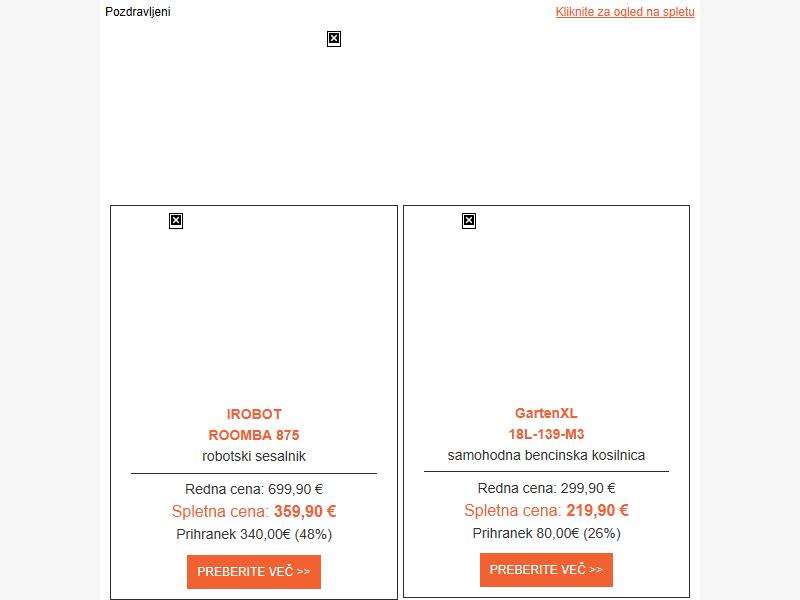 Pozdravljeni
Kliknite za ogled na spletu
IROBOT
ROOMBA 875
robotski sesalnik
Redna cena: 699,90 €
Spletna cena: 359,90 €
Prihranek 340,00€ (48%)
PREBERITE VEČ >>
GartenXL
18L-139-M3
samohodna bencinska kosilnica
Redna cena: 299,90 €
Spletna cena: 219,90 €
Prihranek 80,00€ (26%)
PREBERITE VEČ >>